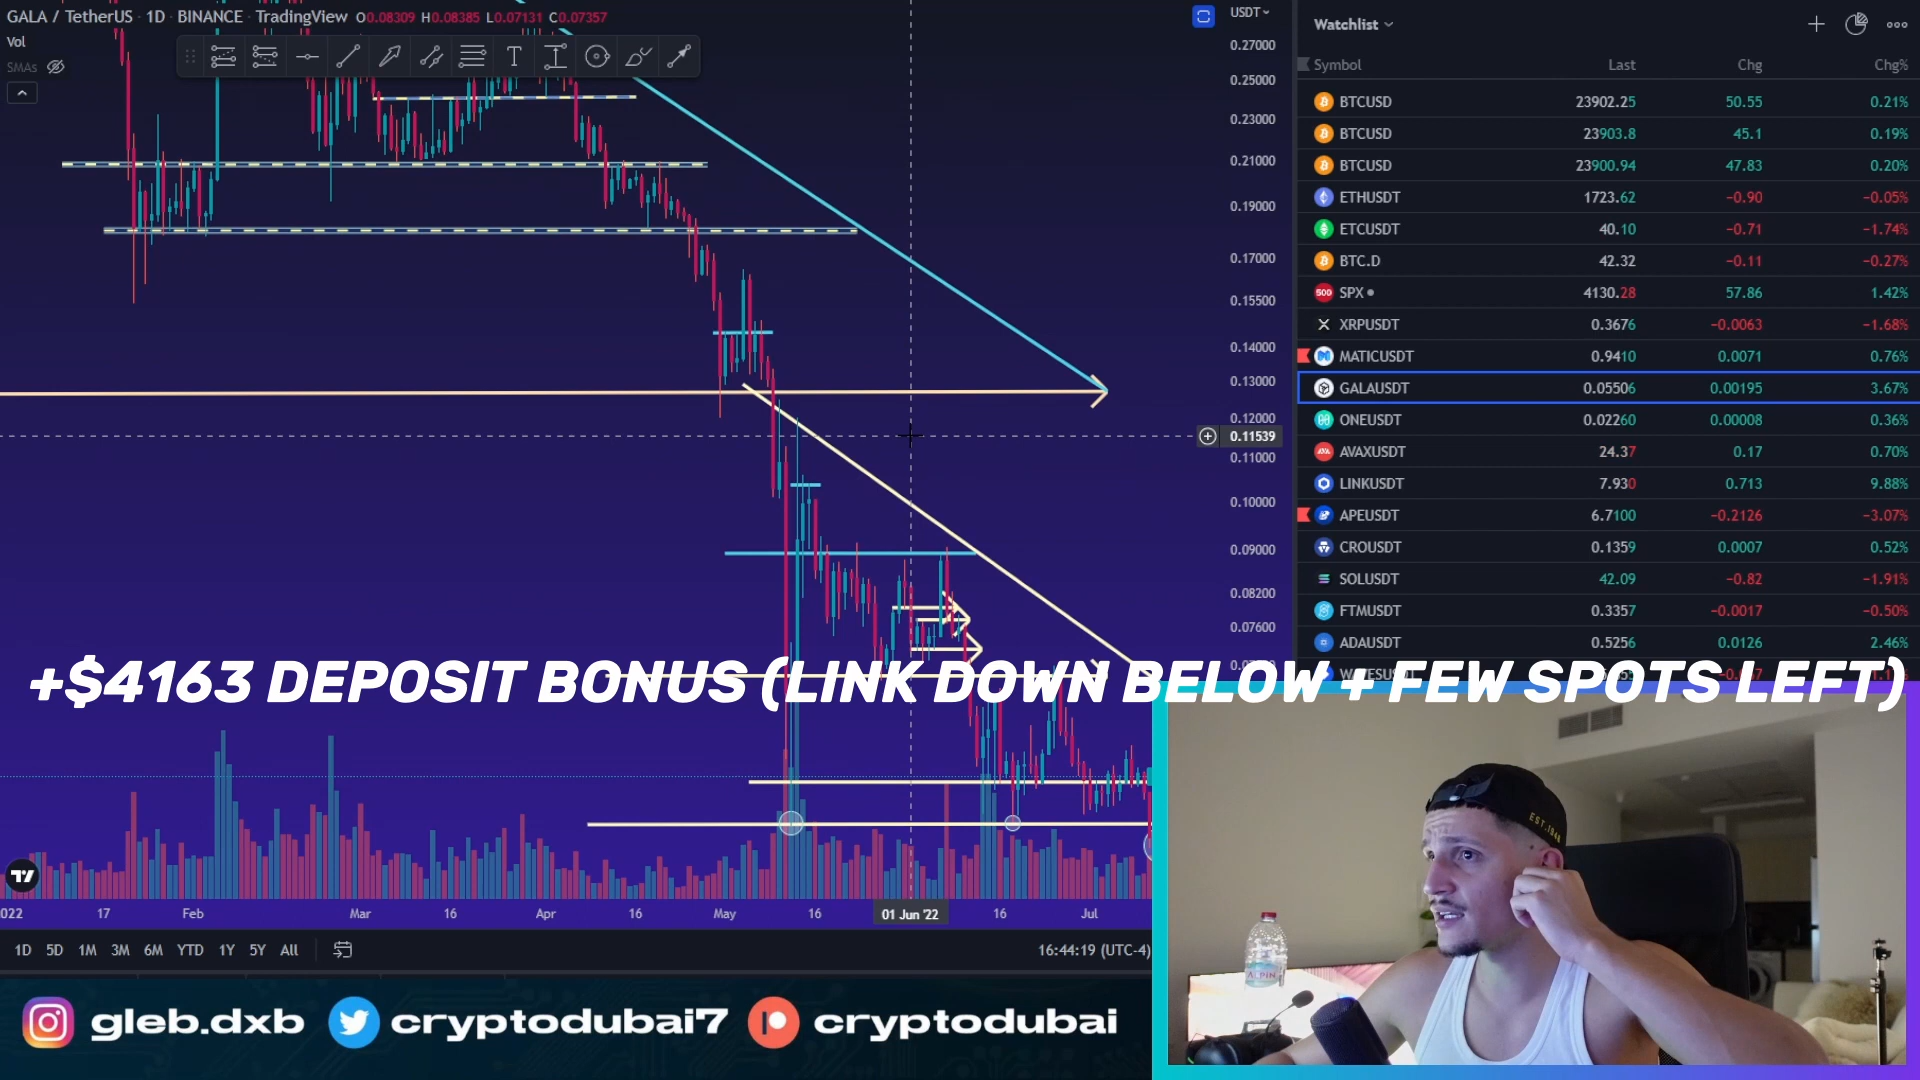 GALA / TetherUS · 1D · BINANCE · TradingView O0.08309 H0.08385 L0.07131 C0.07357
Vol
SMAs
USDT
0.27000
0.25000
0.23000
0.21000
0.19000
0.17000
0.15500
0.14000
0.13000
0.12000
0.11539
0.11000
0.10000
0.09000
0.08200
0.07600
Watchlist
Symbol Last Chg Chg%
BTCUSD 23902.25 50.55 0.21%
BTCUSD 23903.8 45.1 0.19%
BTCUSD 23900.94 47.83 0.20%
ETHUSDT 1723.62 −0.90 −0.05%
ETCUSDT 40.10 −0.71 −1.74%
BTC.D 42.32 −0.11 −0.27%
500 SPX 4130.28 57.86 1.42%
XRPUSDT 0.3676 −0.0063 −1.68%
MATICUSDT 0.9410 0.0071 0.76%
GALAUSDT 0.05506 0.00195 3.67%
ONEUSDT 0.02260 0.00008 0.36%
AVAXUSDT 24.37 0.17 0.70%
LINKUSDT 7.930 0.713 9.88%
APEUSDT 6.7100 −0.2126 −3.07%
CROUSDT 0.1359 0.0007 0.52%
SOLUSDT 42.09 −0.82 −1.91%
FTMUSDT 0.3357 −0.0017 −0.50%
ADAUSDT 0.5256 0.0126 2.46%
+$4163 DEPOSIT BONUS (LINK DOWN BELOW + FEW SPOTS LEFT)
022 17 Feb Mar 16 Apr 16 May 16 01 Jun '22 16 Jul
1D 5D 1M 3M 6M YTD 1Y 5Y All
16:44:19 (UTC-4)
EST.1946
ALPIN
gleb.dxb cryptodubai7 cryptodubai